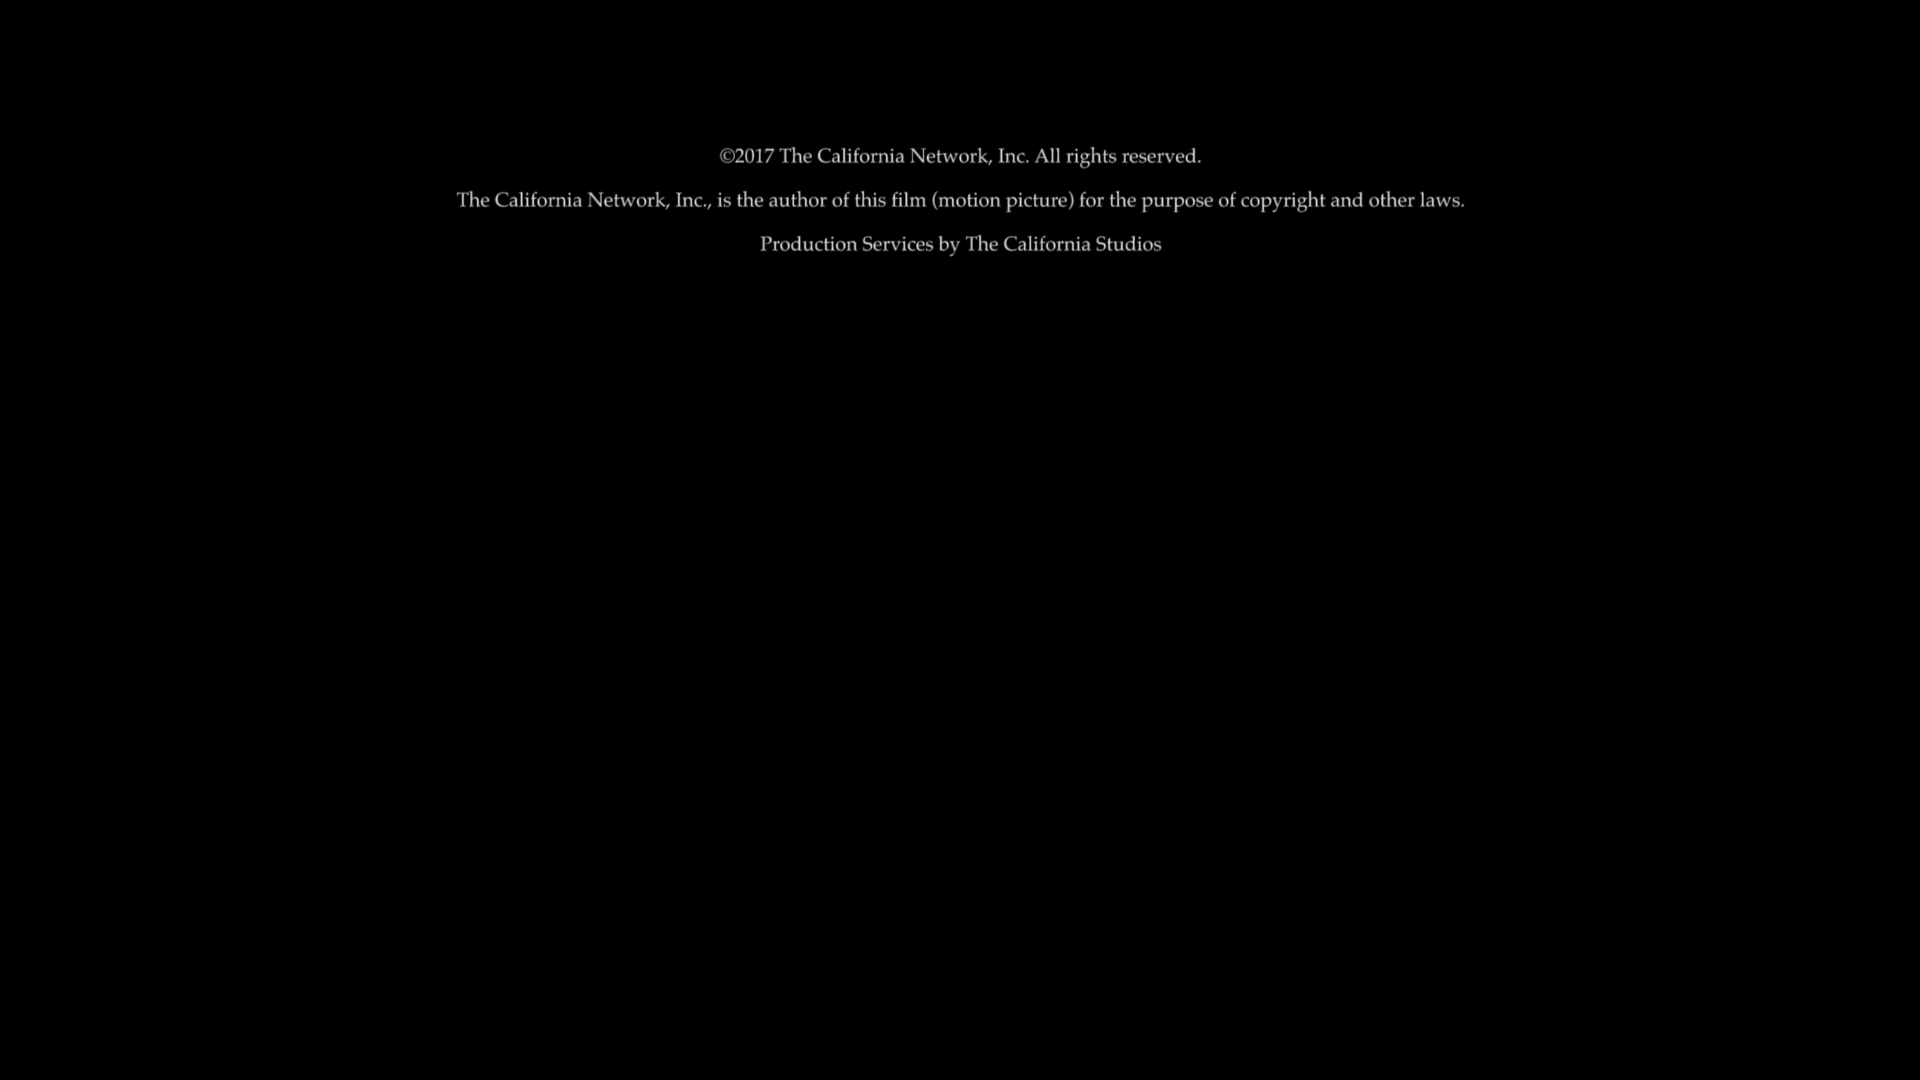 ©2017 The California Network, Inc. All rights reserved.
The California Network, Inc., is the author of this film (motion picture) for the purpose of copyright and other laws.
Production Services by The California Studios